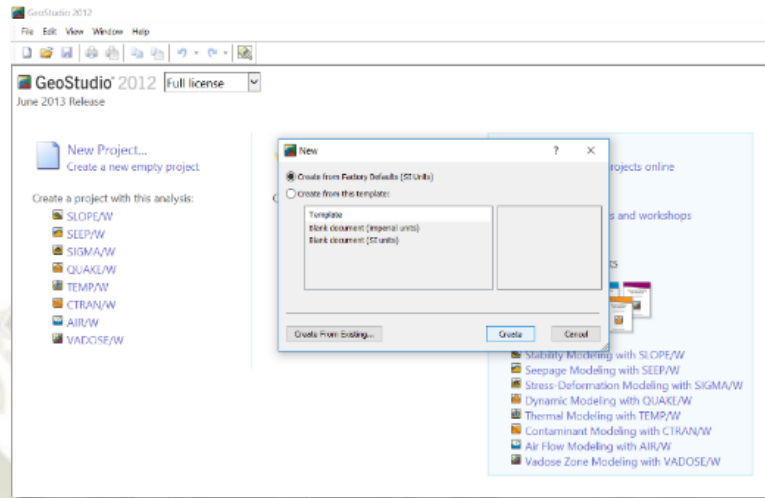 GeoStudio 2012
File Edit View Window Help
GeoStudio 2012 Full license
June 2013 Release
New Project...
Create a new empty project
Create a project with this analysis:
SLOPE/W
SEEP/W
SIGMA/W
QUAKE/W
TEMP/W
CTRAN/W
AIR/W
VADOSE/W
New
Create from Factory Defaults (SI Units)
Create from this template:
Template
Blank document (imperial units)
Blank document (SI units)
Create From Existing...
Create
Cancel
rojects online
s and workshops
Stability Modeling with SLOPE/W
Seepage Modeling with SEEP/W
Stress-Deformation Modeling with SIGMA/W
Dynamic Modeling with QUAKE/W
Thermal Modeling with TEMP/W
Contaminant Modeling with CTRAN/W
Air Flow Modeling with AIR/W
Vadose Zone Modeling with VADOSE/W